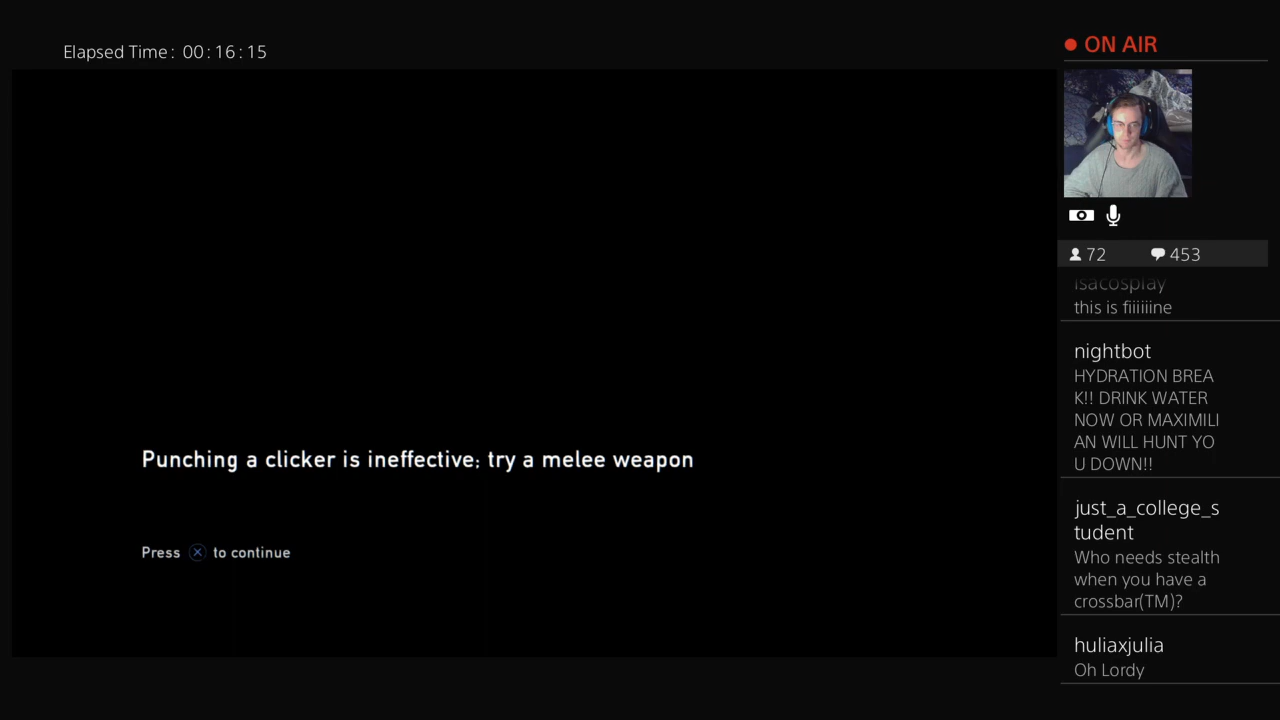 Elapsed Time: 00:16:15
ON AIR
72 453
isacosplay
this is fiiiiiine
nightbot
HYDRATION BREA
K!! DRINK WATER
NOW OR MAXIMILI
AN WILL HUNT YO
U DOWN!!
just_a_college_s
tudent
Who needs stealth
when you have a
crossbar(TM)?
huliaxjulia
Oh Lordy
Punching a clicker is ineffective; try a melee weapon
Press X to continue